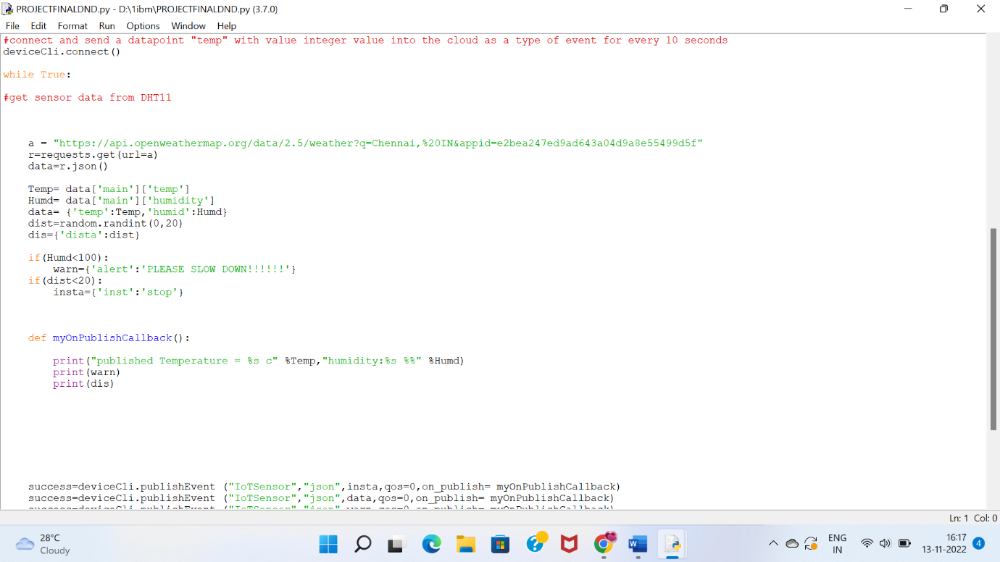 PROJECTFINALDND.py - D:\1ibm\PROJECTFINALDND.py (3.7.0)
File Edit Format Run Options Window Help
#connect and send a datapoint "temp" with value integer value into the cloud as a type of event for every 10 seconds
deviceCli.connect()
while True:
#get sensor data from DHT11
a = "https://api.openweathermap.org/data/2.5/weather?q=Chennai,%20IN&appid=e2bea247ed9ad643a04d9a8e55499d5f"
r=requests.get(url=a)
data=r.json()
Temp= data['main']['temp']
Humd= data['main']['humidity']
data= {'temp':Temp,'humid':Humd}
dist=random.randint(0,20)
dis={'dista':dist}
if(Humd<100):
warn={'alert':'PLEASE SLOW DOWN!!!!!!'}
if(dist<20):
insta={'inst':'stop'}
def myOnPublishCallback():
print("published Temperature = %s c" %Temp,"humidity:%s %%" %Humd)
print(warn)
print(dis)
success=deviceCli.publishEvent ("IoTSensor","json",insta,qos=0,on_publish= myOnPublishCallback)
success=deviceCli.publishEvent ("IoTSensor","json",data,qos=0,on_publish= myOnPublishCallback)
success=deviceCli.publishEvent ("IoTSensor","json",warn,qos=0,on_publish= myOnPublishCallback)
Ln: 1 Col: 0
28°C
Cloudy
ENG
IN
16:17
13-11-2022
4